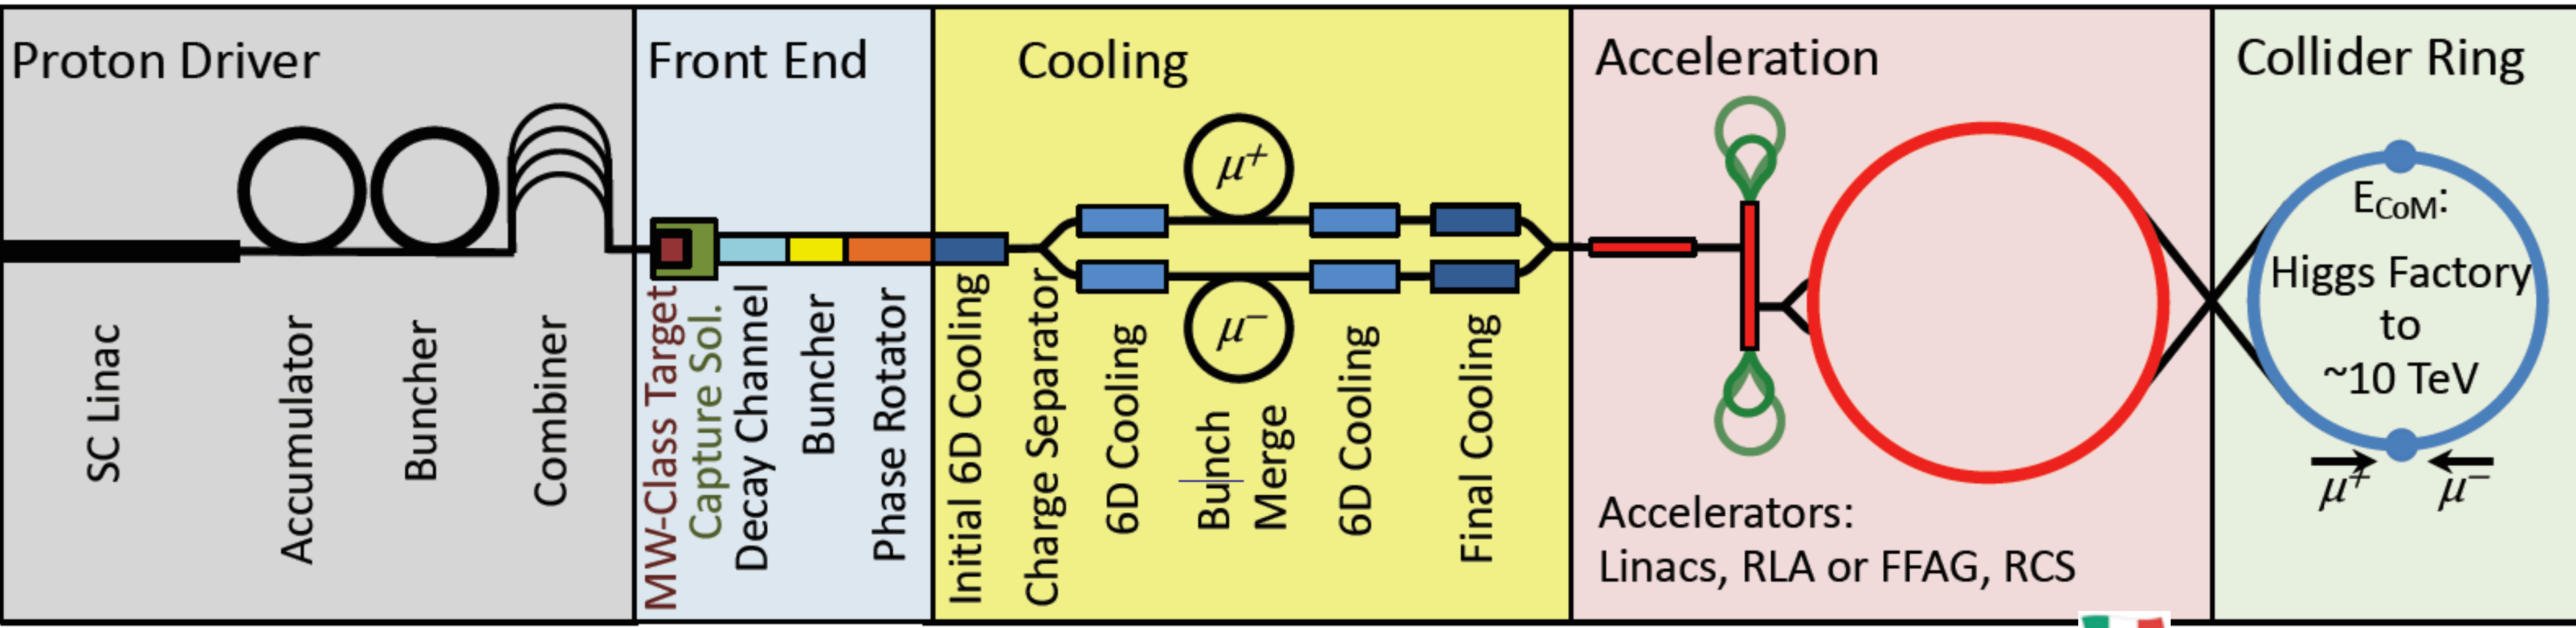 Proton Driver
SC Linac
Accumulator
Buncher
Combiner
Front End
MW-Class Target
Capture Sol.
Decay Channel
Buncher
Phase Rotator
Cooling
μ+
μ−
Initial 6D Cooling
Charge Separator
6D Cooling
Bunch
Merge
6D Cooling
Final Cooling
Acceleration
Accelerators:
Linacs, RLA or FFAG, RCS
Collider Ring
ECoM:
Higgs Factory
to
~10 TeV
μ+
μ−